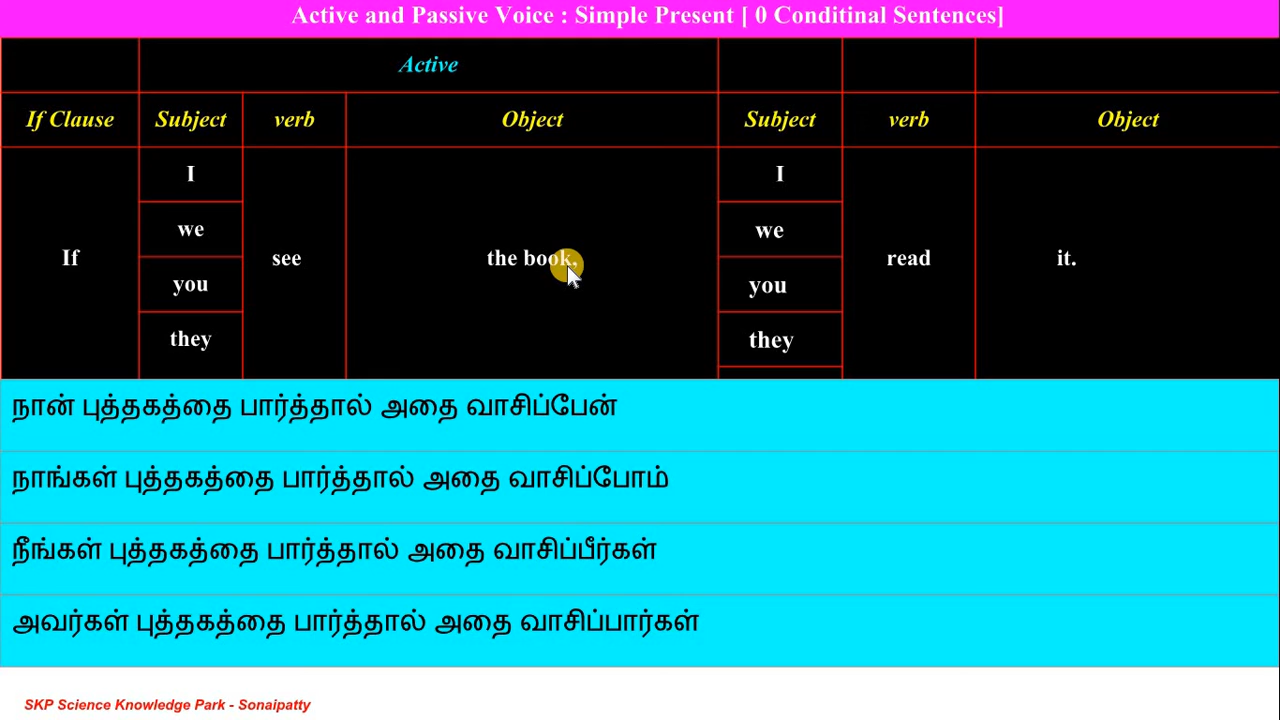 Active and Passive Voice : Simple Present [ 0 Conditinal Sentences]
Active
If Clause Subject verb Object Subject verb Object
I I
we we
If see the book, read it.
you you
they they
நான் புத்தகத்தை பார்த்தால் அதை வாசிப்பேன்
நாங்கள் புத்தகத்தை பார்த்தால் அதை வாசிப்போம்
நீங்கள் புத்தகத்தை பார்த்தால் அதை வாசிப்பீர்கள்
அவர்கள் புத்தகத்தை பார்த்தால் அதை வாசிப்பார்கள்
SKP Science Knowledge Park - Sonaipatty